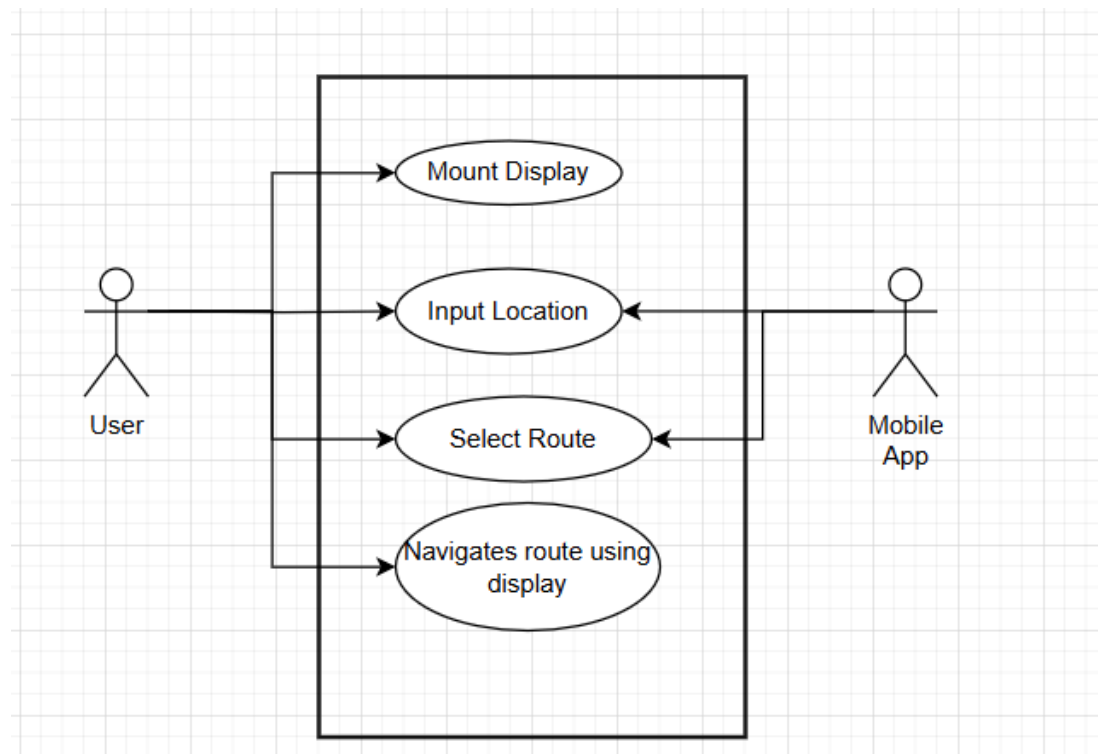 Mount Display
Input Location
User
Select Route
Mobile
App
Navigates route using
display